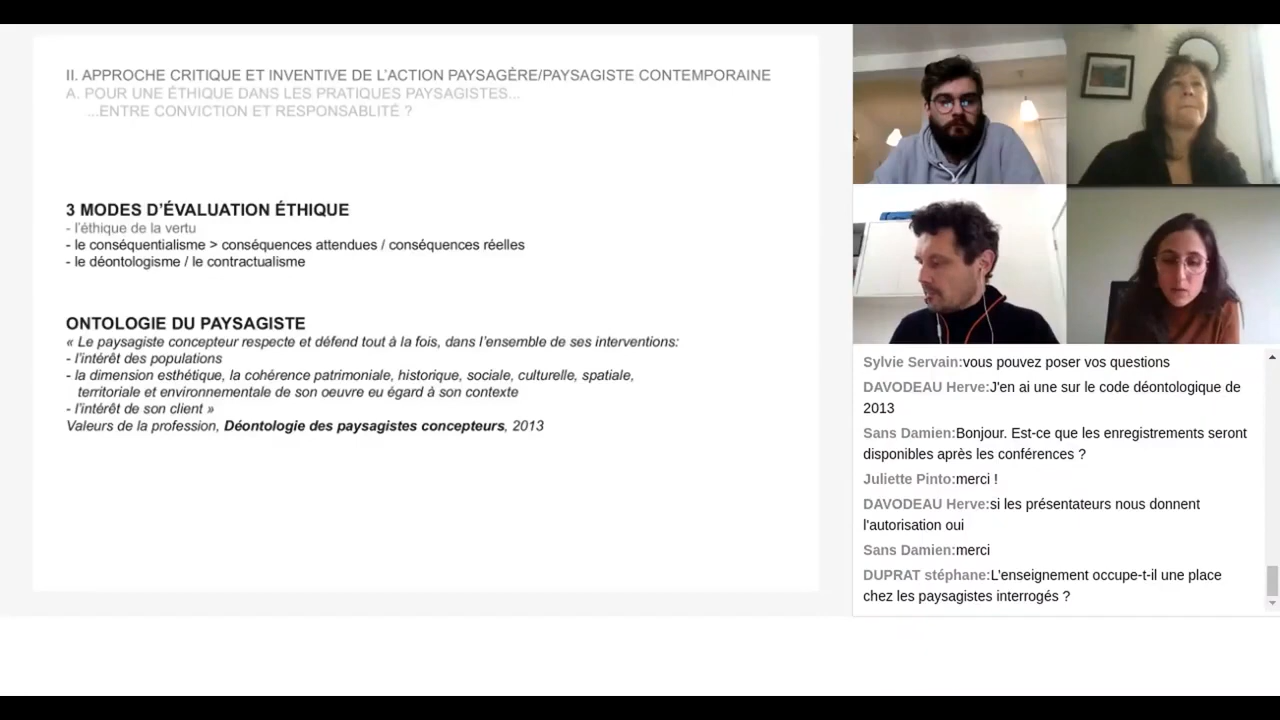 II. APPROCHE CRITIQUE ET INVENTIVE DE L'ACTION PAYSAGÈRE/PAYSAGISTE CONTEMPORAINE
A. POUR UNE ÉTHIQUE DANS LES PRATIQUES PAYSAGISTES...
...ENTRE CONVICTION ET RESPONSABLITÉ ?
3 MODES D'ÉVALUATION ÉTHIQUE
- l'éthique de la vertu
- le conséquentialisme > conséquences attendues / conséquences réelles
- le déontologisme / le contractualisme
ONTOLOGIE DU PAYSAGISTE
« Le paysagiste concepteur respecte et défend tout à la fois, dans l'ensemble de ses interventions:
- l'intérêt des populations
- la dimension esthétique, la cohérence patrimoniale, historique, sociale, culturelle, spatiale,
territoriale et environnementale de son oeuvre eu égard à son contexte
- l'intérêt de son client »
Valeurs de la profession, Déontologie des paysagistes concepteurs, 2013
Sylvie Servain:vous pouvez poser vos questions
DAVODEAU Herve:J'en ai une sur le code déontologique de
2013
Sans Damien:Bonjour. Est-ce que les enregistrements seront
disponibles après les conférences ?
Juliette Pinto:merci !
DAVODEAU Herve:si les présentateurs nous donnent
l'autorisation oui
Sans Damien:merci
DUPRAT stéphane:L'enseignement occupe-t-il une place
chez les paysagistes interrogés ?